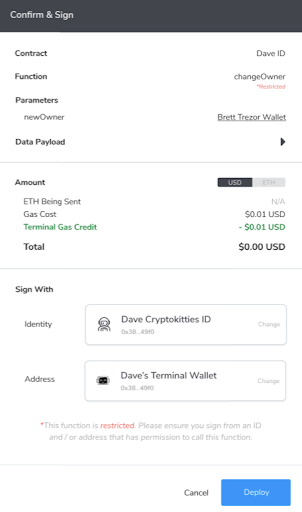 Confirm & Sign
Contract Dave ID
Function changeOwner
*Restricted
Parameters
newOwner Brett Trezor Wallet
Data Payload
Amount USD ETH
ETH Being Sent N/A
Gas Cost $0.01 USD
Terminal Gas Credit - $0.01 USD
Total $0.00 USD
Sign With
Identity Dave Cryptokitties ID Change
0x38...49f0
Address Dave's Terminal Wallet Change
0x38...49f0
*This function is restricted. Please ensure you sign from an ID
and / or address that has permission to call this function.
Cancel Deploy